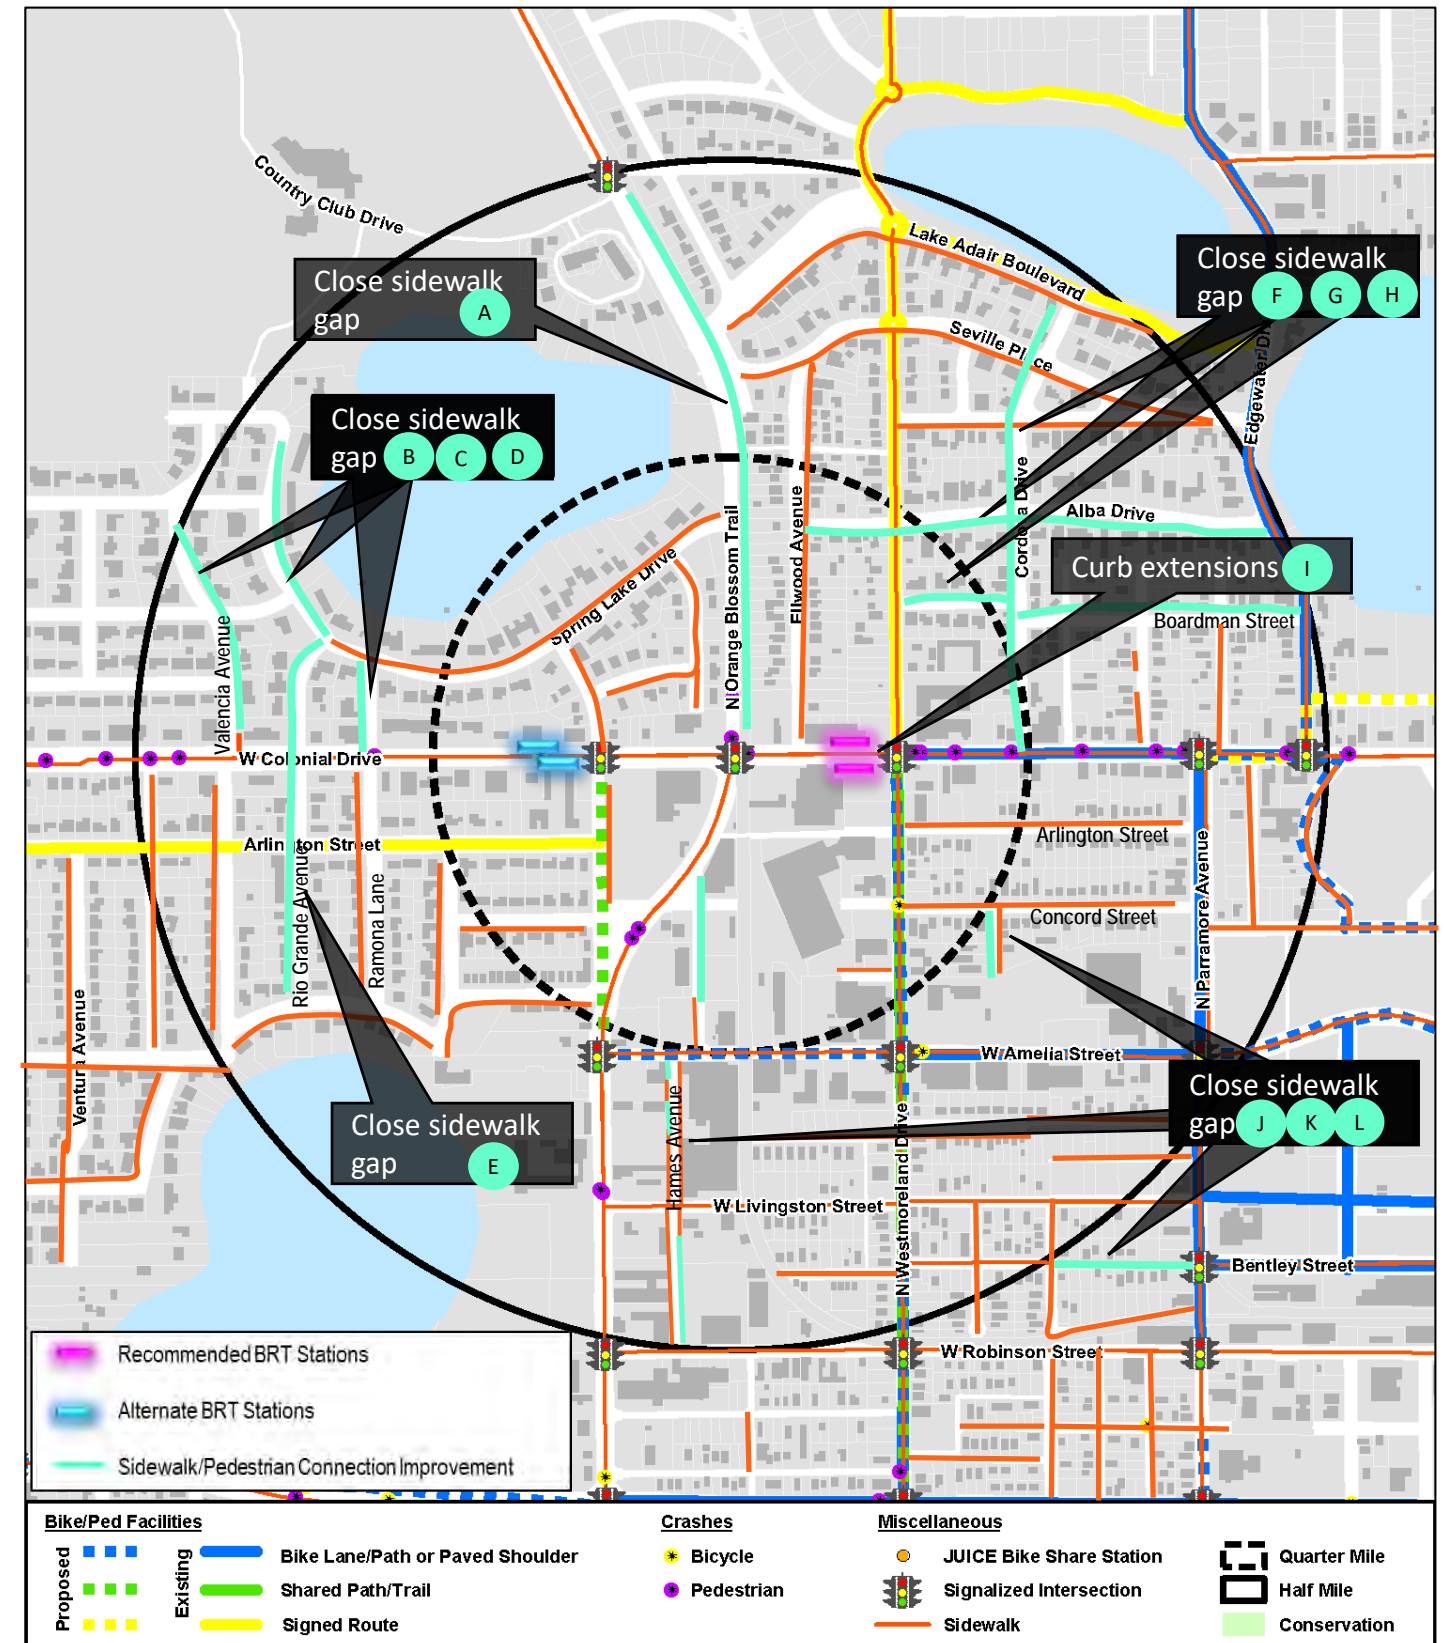 Country Club Drive
Close sidewalk
gap A
Lake Adair Boulevard
Close sidewalk
gap F G H
Seville Place
Edgewater Dr
Close sidewalk
gap B C D
N Orange Blossom Trail
Ellwood Avenue
Cordova Drive
Alba Drive
Spring Lake Drive
Curb extensions I
Boardman Street
Valencia Avenue
W Colonial Drive
Arlington Street
Arlington Street
Rio Grande Avenue
Ramona Lane
Concord Street
N Parramore Avenue
Ventura Avenue
W Amelia Street
Close sidewalk
gap E
Hames Avenue
N Westmoreland Drive
Close sidewalk
gap J K L
W Livingston Street
Bentley Street
W Robinson Street
Recommended BRT Stations
Alternate BRT Stations
Sidewalk/Pedestrian Connection Improvement
Bike/Ped Facilities
Proposed
Existing
Bike Lane/Path or Paved Shoulder
Shared Path/Trail
Signed Route
Crashes
Bicycle
Pedestrian
Miscellaneous
JUICE Bike Share Station
Signalized Intersection
Sidewalk
Quarter Mile
Half Mile
Conservation